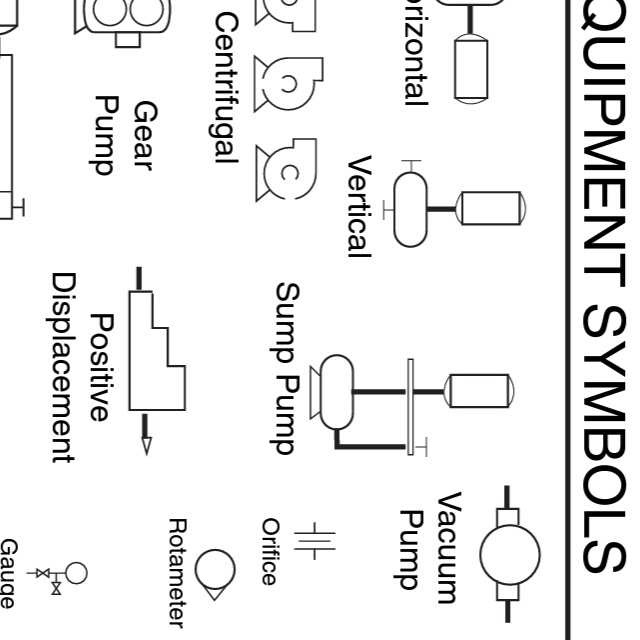 QUIPMENT SYMBOLS
orizontal
Vertical
Centrifugal
Sump Pump
Vacuum
Pump
Gear
Pump
Positive
Displacement
Orifice
Rotameter
Gauge